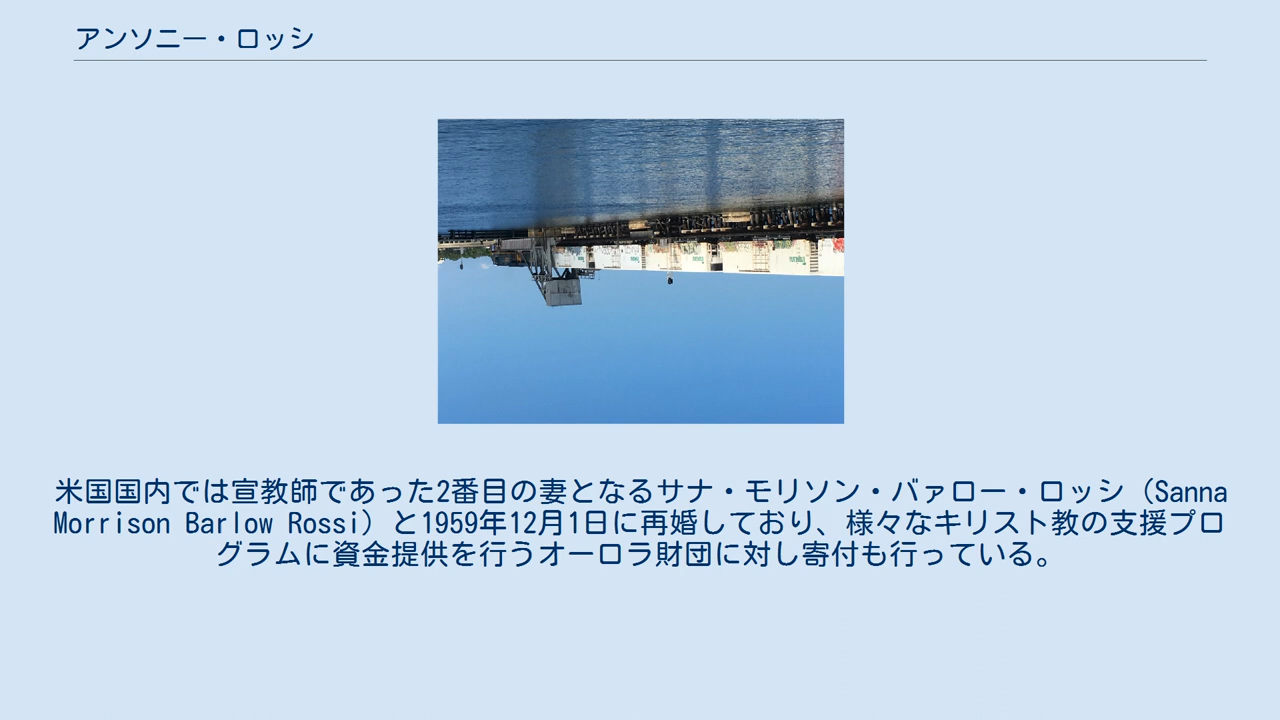 アンソニー・ロッシ
米国国内では宣教師であった2番目の妻となるサナ・モリソン・バァロー・ロッシ（Sanna
Morrison Barlow Rossi）と1959年12月1日に再婚しており、様々なキリスト教の支援プロ
グラムに資金提供を行うオーロラ財団に対し寄付も行っている。